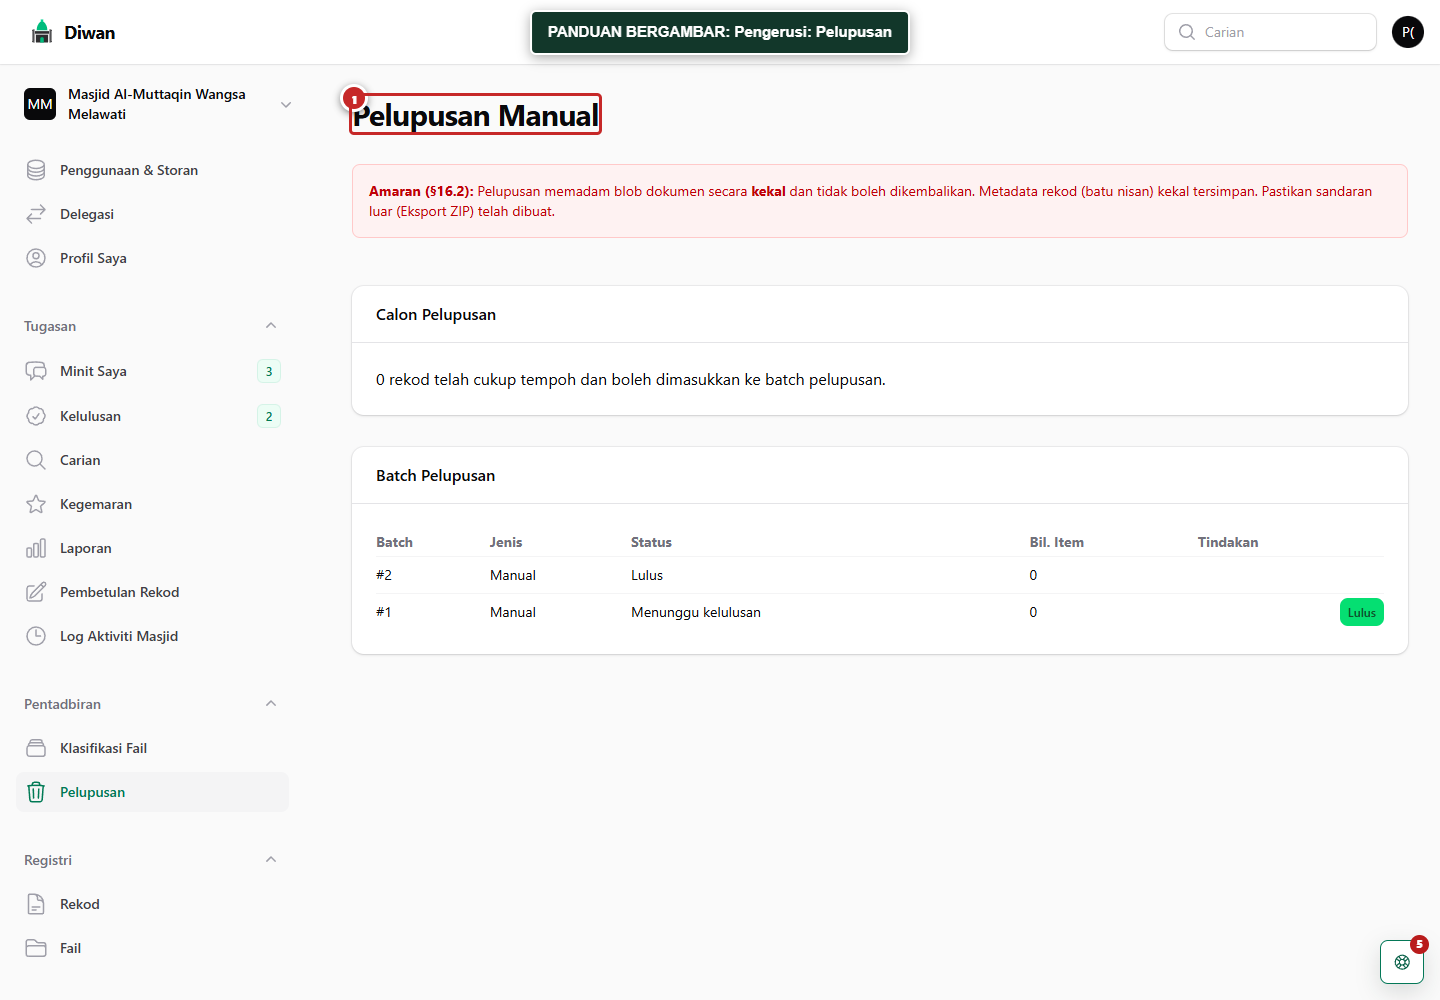 Diwan
PANDUAN BERGAMBAR: Pengerusi: Pelupusan
Carian
P(
MM
Masjid Al-Muttaqin Wangsa
Melawati
Penggunaan & Storan
Delegasi
Profil Saya
Tugasan
Minit Saya 3
Kelulusan 2
Carian
Kegemaran
Laporan
Pembetulan Rekod
Log Aktiviti Masjid
Pentadbiran
Klasifikasi Fail
Pelupusan
Registri
Rekod
Fail
1
Pelupusan Manual
Amaran (§16.2): Pelupusan memadam blob dokumen secara kekal dan tidak boleh dikembalikan. Metadata rekod (batu nisan) kekal tersimpan. Pastikan sandaran
luar (Eksport ZIP) telah dibuat.
Calon Pelupusan
0 rekod telah cukup tempoh dan boleh dimasukkan ke batch pelupusan.
Batch Pelupusan
Batch Jenis Status Bil. Item Tindakan
#2 Manual Lulus 0
#1 Manual Menunggu kelulusan 0 Lulus
5